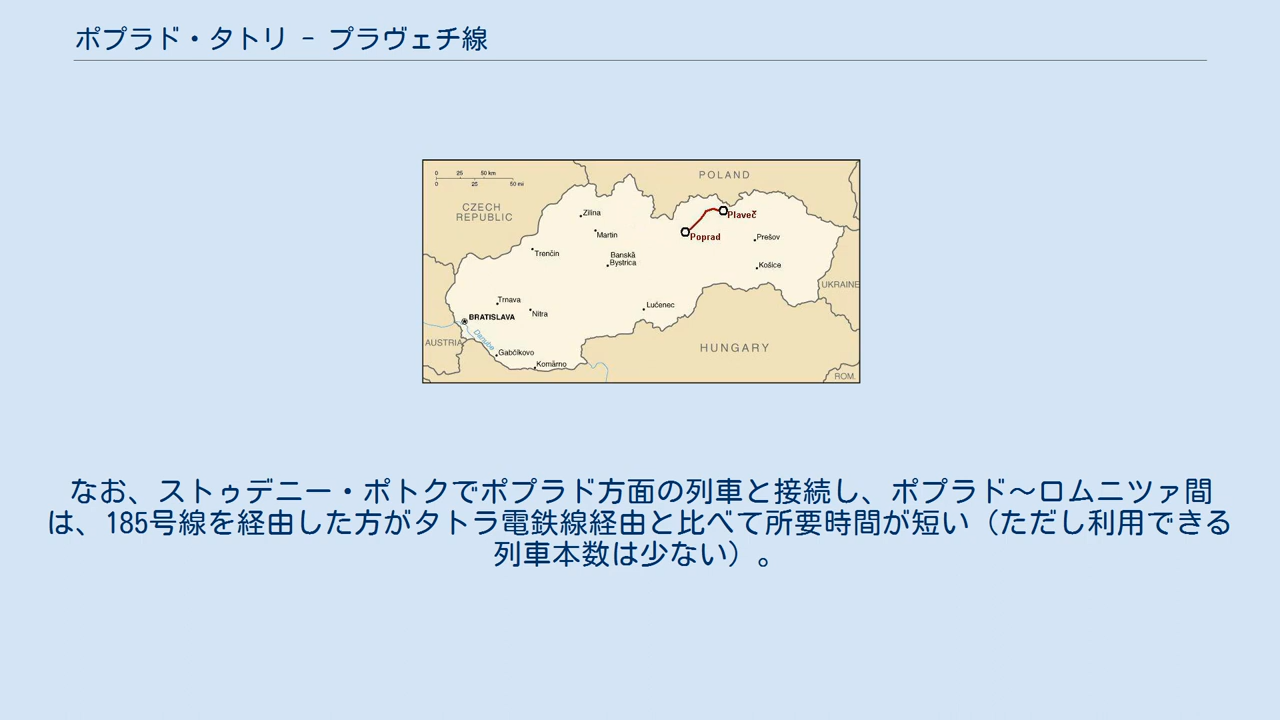 ポプラド・タトリ - プラヴェチ線
0 25 50 km
0 25 50 mi
POLAND
CZECH
REPUBLIC
Žilina
Plaveč
Martin
Poprad
Prešov
Trenčín
Banská
Bystrica
Košice
UKRAINE
Trnava
Lučenec
Nitra
BRATISLAVA
Danube
AUSTRIA
HUNGARY
Gabčíkovo
Komárno
ROM.
なお、ストゥデニー・ポトクでポプラド方面の列車と接続し、ポプラド～ロムニツァ間
は、185号線を経由した方がタトラ電鉄線経由と比べて所要時間が短い（ただし利用できる
列車本数は少ない）。